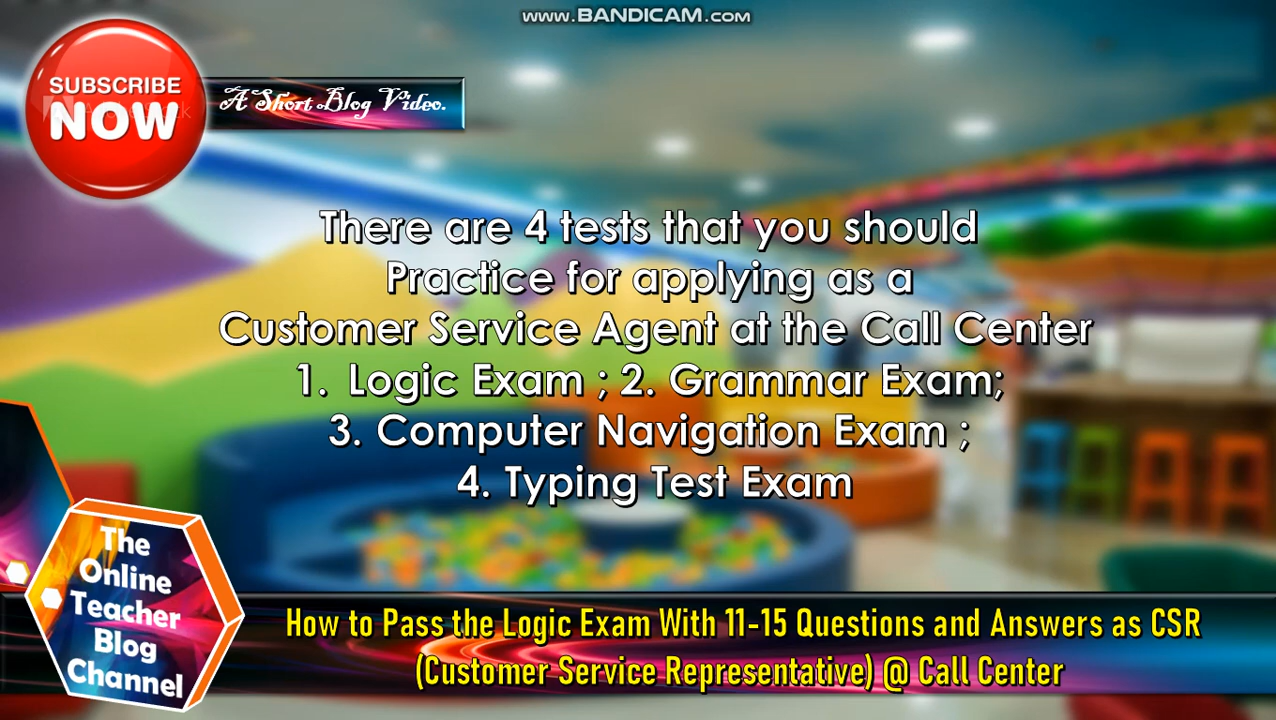 www.BANDICAM.com
SUBSCRIBE
NOW
A Short Blog Video.
There are 4 tests that you should
Practice for applying as a
Customer Service Agent at the Call Center
1. Logic Exam ; 2. Grammar Exam;
3. Computer Navigation Exam ;
4. Typing Test Exam
The
Online
Teacher
Blog
Channel
How to Pass the Logic Exam With 11-15 Questions and Answers as CSR
(Customer Service Representative) @ Call Center